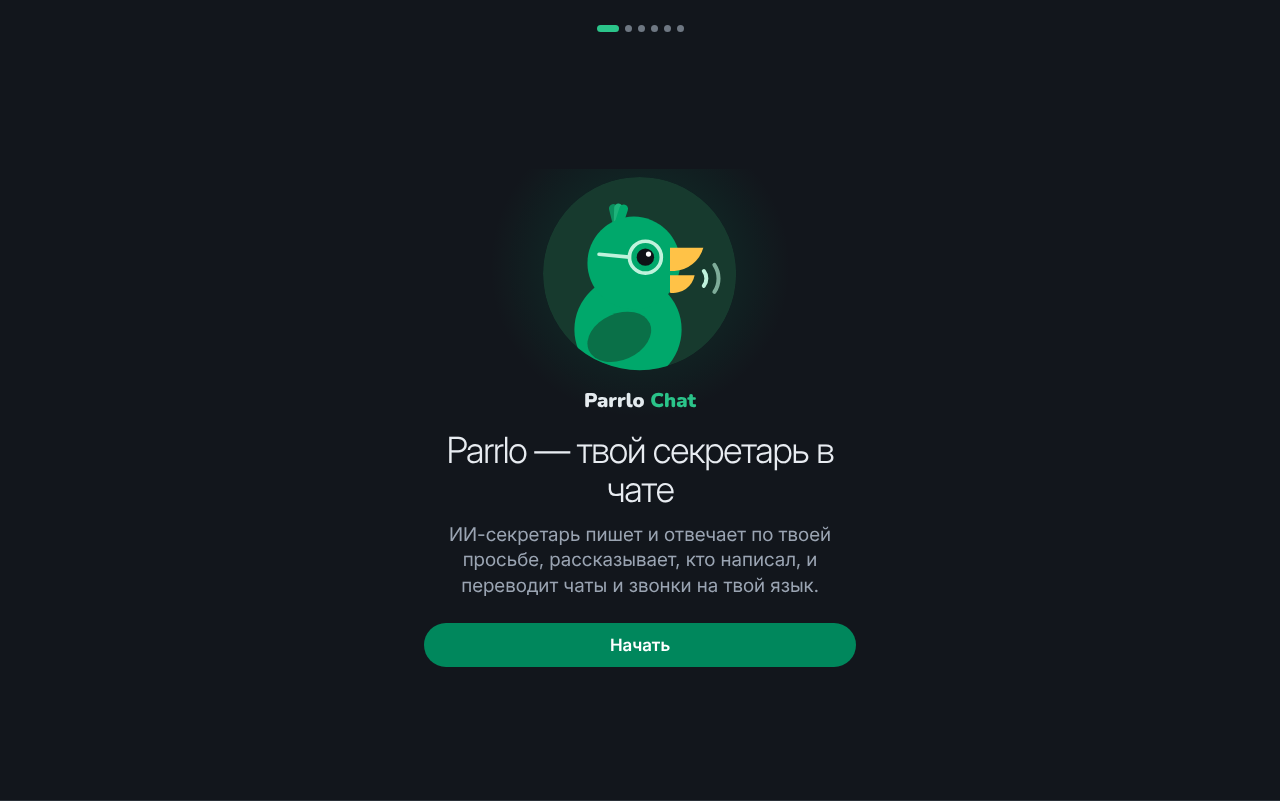 Parrlo Chat
Parrlo — твой секретарь в
чате
ИИ-секретарь пишет и отвечает по твоей
просьбе, рассказывает, кто написал, и
переводит чаты и звонки на твой язык.
Начать